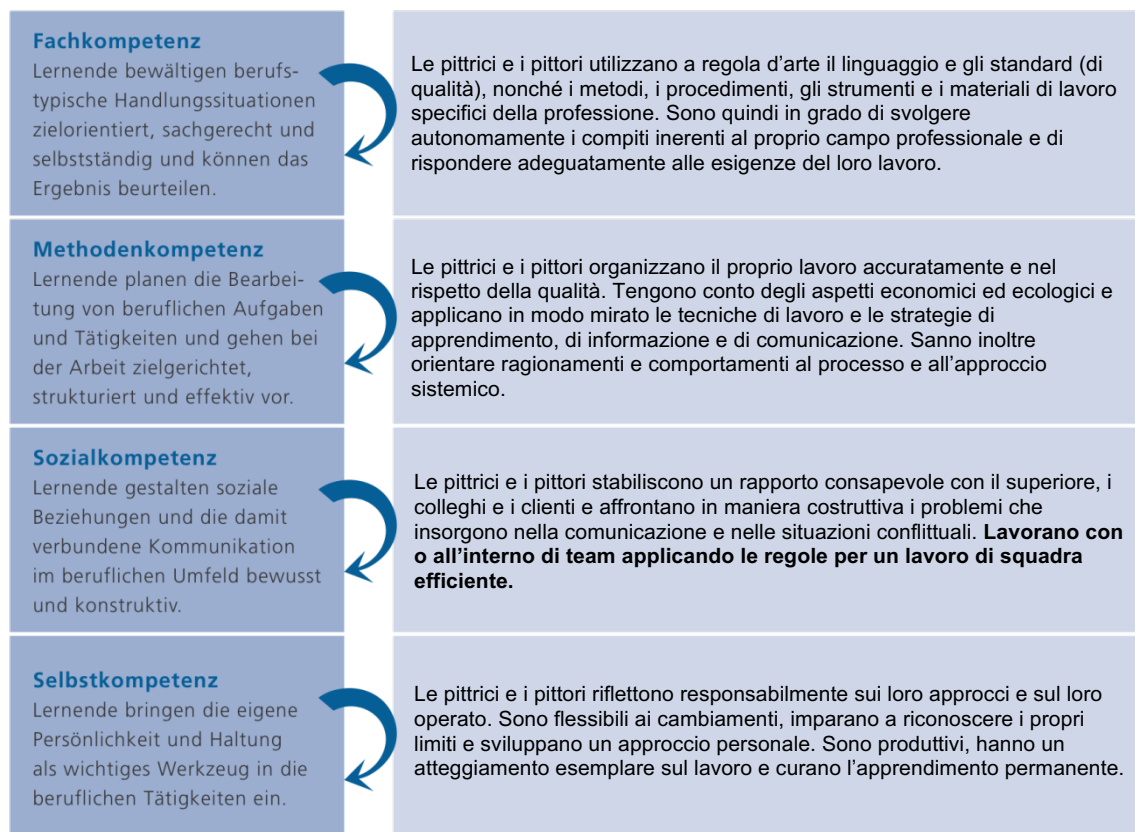 Fachkompetenz
Lernende bewältigen berufs-
typische Handlungssituationen
zielorientiert, sachgerecht und
selbstständig und können das
Ergebnis beurteilen.
Le pittrici e i pittori utilizzano a regola d’arte il linguaggio e gli standard (di
qualità), nonché i metodi, i procedimenti, gli strumenti e i materiali di lavoro
specifici della professione. Sono quindi in grado di svolgere
autonomamente i compiti inerenti al proprio campo professionale e di
rispondere adeguatamente alle esigenze del loro lavoro.
Methodenkompetenz
Lernende planen die Bearbei-
tung von beruflichen Aufgaben
und Tätigkeiten und gehen bei
der Arbeit zielgerichtet,
strukturiert und effektiv vor.
Le pittrici e i pittori organizzano il proprio lavoro accuratamente e nel
rispetto della qualità. Tengono conto degli aspetti economici ed ecologici e
applicano in modo mirato le tecniche di lavoro e le strategie di
apprendimento, di informazione e di comunicazione. Sanno inoltre
orientare ragionamenti e comportamenti al processo e all’approccio
sistemico.
Sozialkompetenz
Lernende gestalten soziale
Beziehungen und die damit
verbundene Kommunikation
im beruflichen Umfeld bewusst
und konstruktiv.
Le pittrici e i pittori stabiliscono un rapporto consapevole con il superiore, i
colleghi e i clienti e affrontano in maniera costruttiva i problemi che
insorgono nella comunicazione e nelle situazioni conflittuali. Lavorano con
o all’interno di team applicando le regole per un lavoro di squadra
efficiente.
Selbstkompetenz
Lernende bringen die eigene
Persönlichkeit und Haltung
als wichtiges Werkzeug in die
beruflichen Tätigkeiten ein.
Le pittrici e i pittori riflettono responsabilmente sui loro approcci e sul loro
operato. Sono flessibili ai cambiamenti, imparano a riconoscere i propri
limiti e sviluppano un approccio personale. Sono produttivi, hanno un
atteggiamento esemplare sul lavoro e curano l’apprendimento permanente.